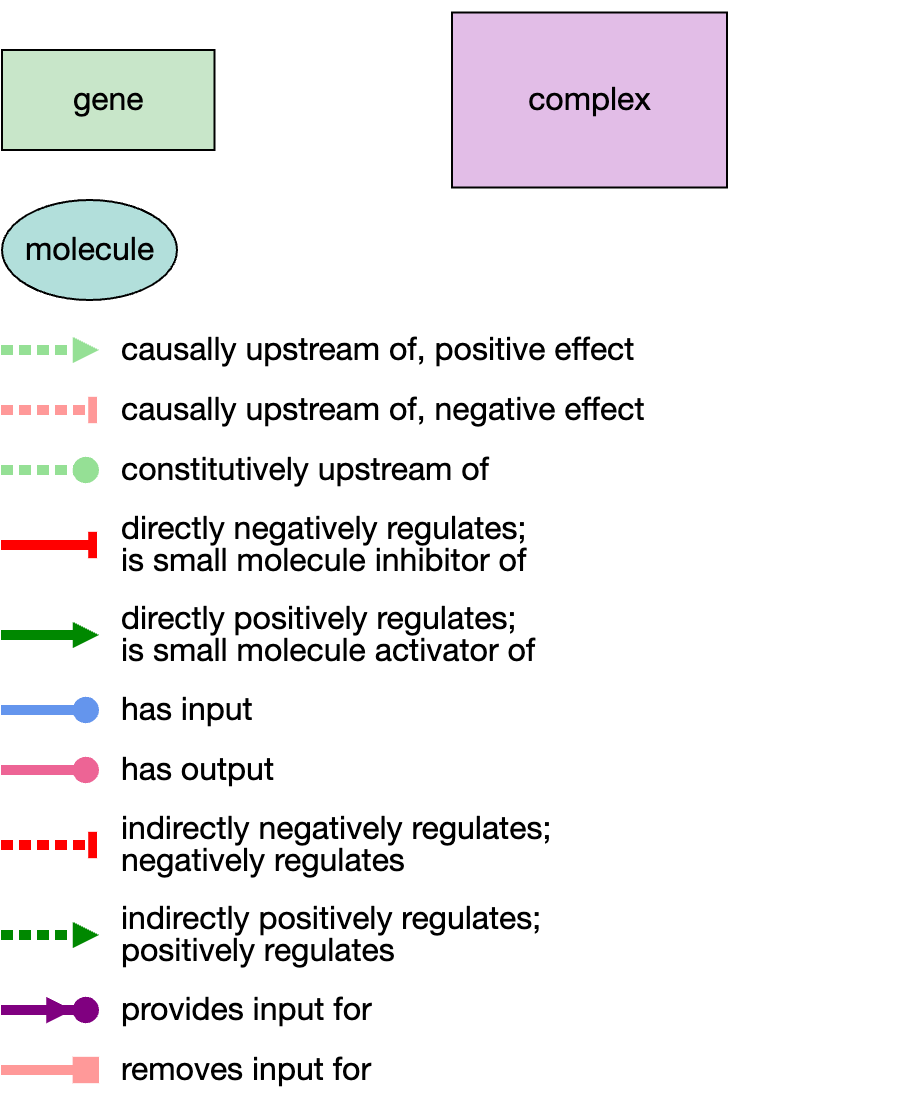 gene
complex
molecule
causally upstream of, positive effect
causally upstream of, negative effect
constitutively upstream of
directly negatively regulates;
is small molecule inhibitor of
directly positively regulates;
is small molecule activator of
has input
has output
indirectly negatively regulates;
negatively regulates
indirectly positively regulates;
positively regulates
provides input for
removes input for